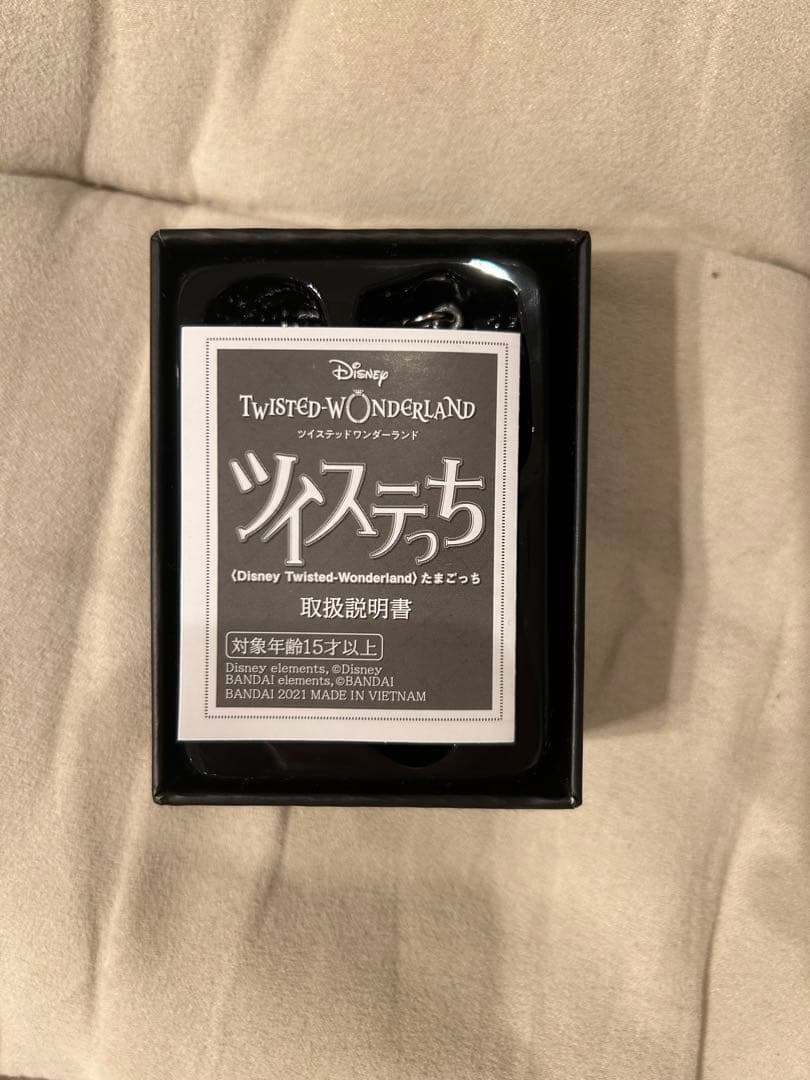 Disney
TWISTED-WONDERLAND
ツイステッドワンダーランド
ツイステっち
〈Disney Twisted-Wonderland〉たまごっち
取扱説明書
対象年齢15才以上
Disney elements, ©Disney
BANDAI elements, ©BANDAI
BANDAI 2021 MADE IN VIETNAM